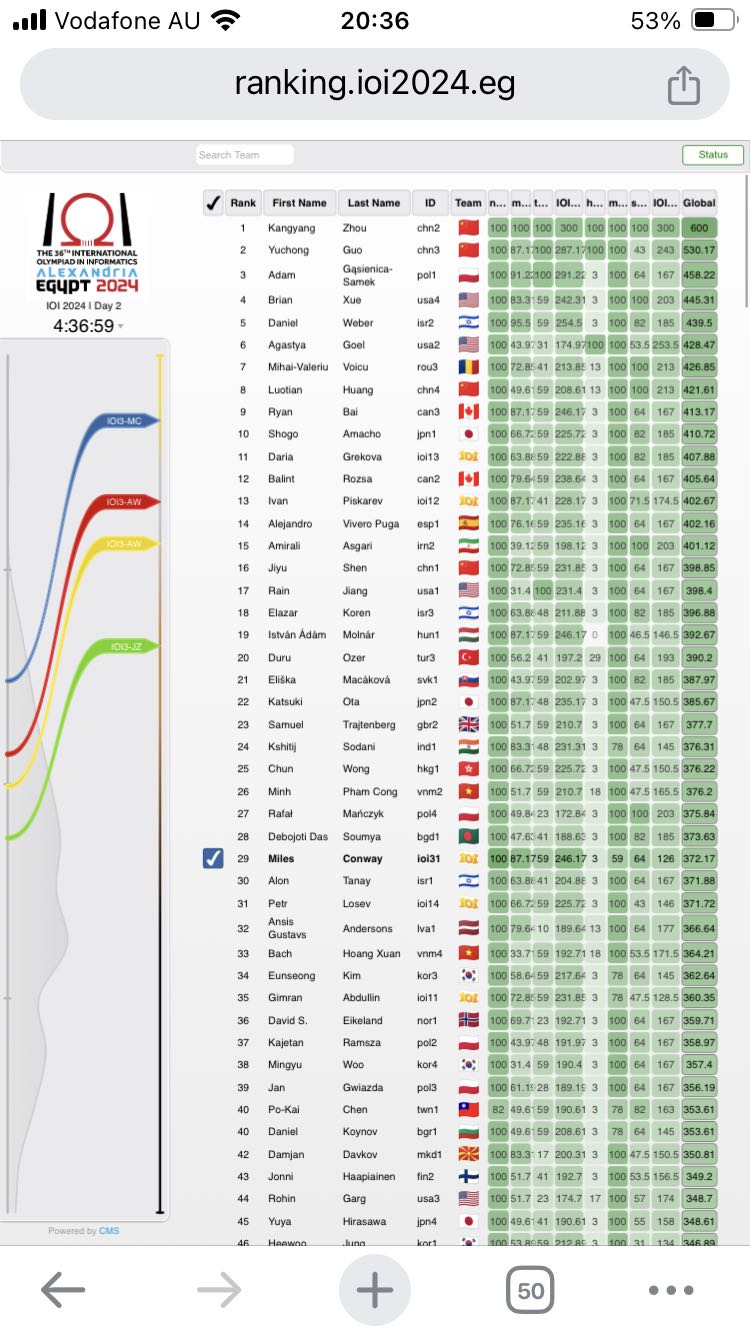 Vodafone AU 20:36 53%
ranking.ioi2024.eg
Search Team Status
THE 36TH INTERNATIONAL
OLYMPIAD IN INFORMATICS
ALEXANDRIA
EGYPT 2024
IOI 2024 | Day 2
4:36:59
IOI3-MC
IOI3-AW
IOI3-AW
IOI3-JZ
Powered by CMS
Rank First Name Last Name ID Team n... m... t... IOI... h... m... s... IOI... Global
1 Kangyang Zhou chn2 100 100 100 300 100 100 100 300 600
2 Yuchong Guo chn3 100 87.17 100 287.17 100 100 43 243 530.17
3 Adam Gąsienica-Samek pol1 100 91.22 100 291.22 3 100 64 167 458.22
4 Brian Xue usa4 100 83.31 59 242.31 3 100 100 203 445.31
5 Daniel Weber isr2 100 95.5 59 254.5 3 100 82 185 439.5
6 Agastya Goel usa2 100 43.97 31 174.97 100 100 53.5 253.5 428.47
7 Mihai-Valeriu Voicu rou3 100 72.85 41 213.85 13 100 100 213 426.85
8 Luotian Huang chn4 100 49.61 59 208.61 13 100 100 213 421.61
9 Ryan Bai can3 100 87.17 59 246.17 3 100 64 167 413.17
10 Shogo Amacho jpn1 100 66.72 59 225.72 3 100 82 185 410.72
11 Daria Grekova ioi13 100 63.88 59 222.88 3 100 82 185 407.88
12 Balint Rozsa can2 100 79.64 59 238.64 3 100 64 167 405.64
13 Ivan Piskarev ioi12 100 87.17 41 228.17 3 100 71.5 174.5 402.67
14 Alejandro Vivero Puga esp1 100 76.16 59 235.16 3 100 64 167 402.16
15 Amirali Asgari irn2 100 39.12 59 198.12 3 100 100 203 401.12
16 Jiyu Shen chn1 100 72.85 59 231.85 3 100 64 167 398.85
17 Rain Jiang usa1 100 31.4 100 231.4 3 100 64 167 398.4
18 Elazar Koren isr3 100 63.88 48 211.88 3 100 82 185 396.88
19 István Ádám Molnár hun1 100 87.17 59 246.17 0 100 46.5 146.5 392.67
20 Duru Ozer tur3 100 56.2 41 197.2 29 100 64 193 390.2
21 Eliška Macáková svk1 100 43.97 59 202.97 3 100 82 185 387.97
22 Katsuki Ota jpn2 100 87.17 48 235.17 3 100 47.5 150.5 385.67
23 Samuel Trajtenberg gbr2 100 51.7 59 210.7 3 100 64 167 377.7
24 Kshitij Sodani ind1 100 83.31 48 231.31 3 78 64 145 376.31
25 Chun Wong hkg1 100 66.72 59 225.72 3 100 47.5 150.5 376.22
26 Minh Pham Cong vnm2 100 51.7 59 210.7 18 100 47.5 165.5 376.2
27 Rafał Mańczyk pol4 100 49.84 23 172.84 3 100 100 203 375.84
28 Debojoti Das Soumya bgd1 100 47.63 41 188.63 3 100 82 185 373.63
29 Miles Conway ioi31 100 87.17 59 246.17 3 59 64 126 372.17
30 Alon Tanay isr1 100 63.88 41 204.88 3 100 64 167 371.88
31 Petr Losev ioi14 100 66.72 59 225.72 3 100 43 146 371.72
32 Ansis Gustavs Andersons lva1 100 79.64 10 189.64 13 100 64 177 366.64
33 Bach Hoang Xuan vnm4 100 33.71 59 192.71 18 100 53.5 171.5 364.21
34 Eunseong Kim kor3 100 58.64 59 217.64 3 78 64 145 362.64
35 Gimran Abdullin ioi11 100 72.85 59 231.85 3 78 47.5 128.5 360.35
36 David S. Eikeland nor1 100 69.71 23 192.71 3 100 64 167 359.71
37 Kajetan Ramsza pol2 100 43.97 48 191.97 3 100 64 167 358.97
38 Mingyu Woo kor4 100 31.4 59 190.4 3 100 64 167 357.4
39 Jan Gwiazda pol3 100 61.19 28 189.19 3 100 64 167 356.19
40 Po-Kai Chen twn1 82 49.61 59 190.61 3 78 82 163 353.61
40 Daniel Koynov bgr1 100 49.61 59 208.61 3 78 64 145 353.61
42 Damjan Davkov mkd1 100 83.31 17 200.31 3 100 47.5 150.5 350.81
43 Jonni Haapiainen fin2 100 51.7 41 192.7 3 100 53.5 156.5 349.2
44 Rohin Garg usa3 100 51.7 23 174.7 17 100 57 174 348.7
45 Yuya Hirasawa jpn4 100 49.61 41 190.61 3 100 55 158 348.61
46 Heewoo Jung kor1 100 53.89 59 212.89 3 100 31 134 346.89
50